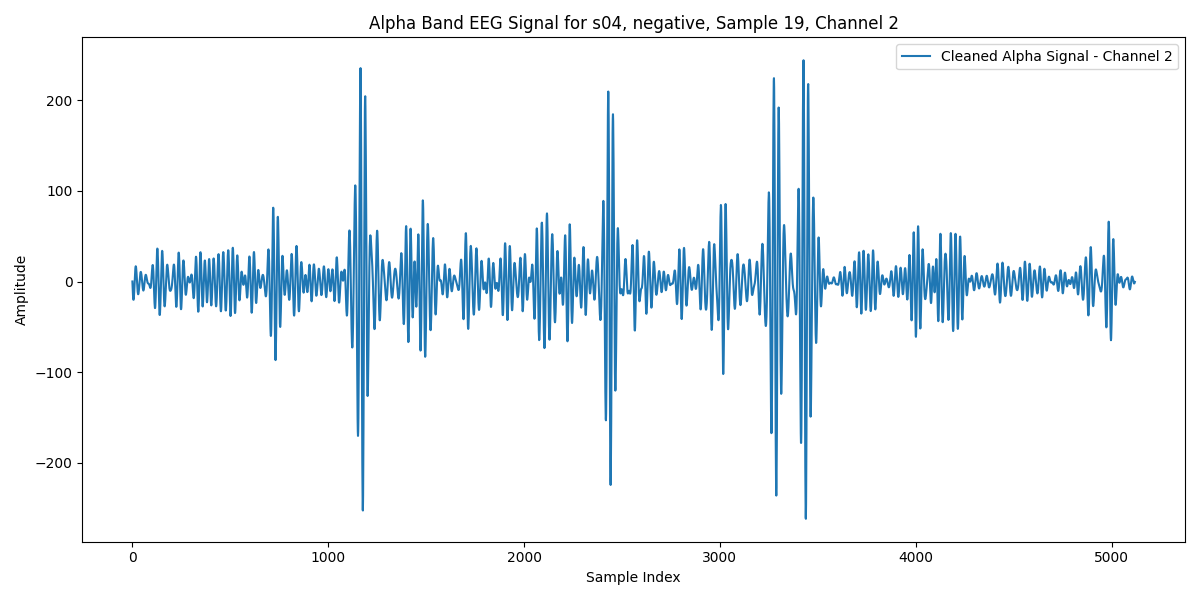 Alpha Band EEG Signal for s04, negative, Sample 19, Channel 2
Cleaned Alpha Signal - Channel 2
Amplitude
200
100
0
−100
−200
0 1000 2000 3000 4000 5000
Sample Index